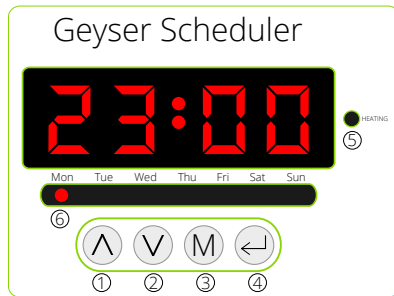 Geyser Scheduler
23:00
HEATING
⑤
Mon Tue Wed Thu Fri Sat Sun
⑥
M
① ② ③ ④